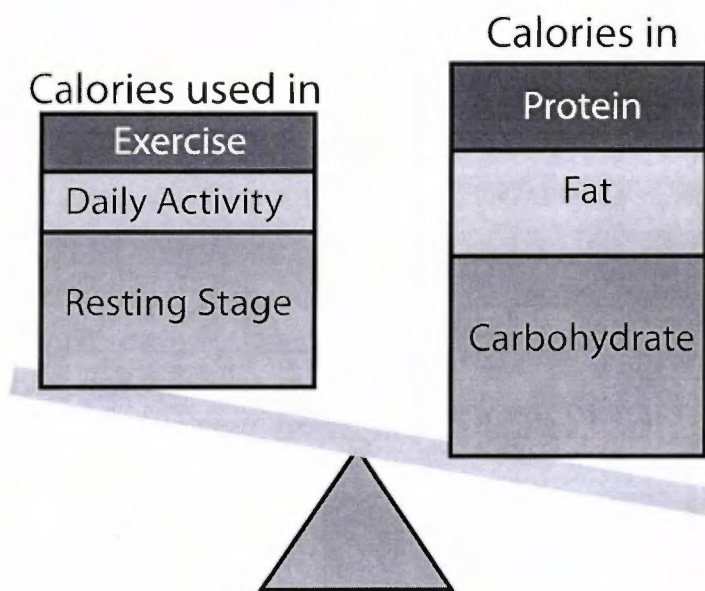 Calories used in
Exercise
Daily Activity
Resting Stage
Calories in
Protein
Fat
Carbohydrate